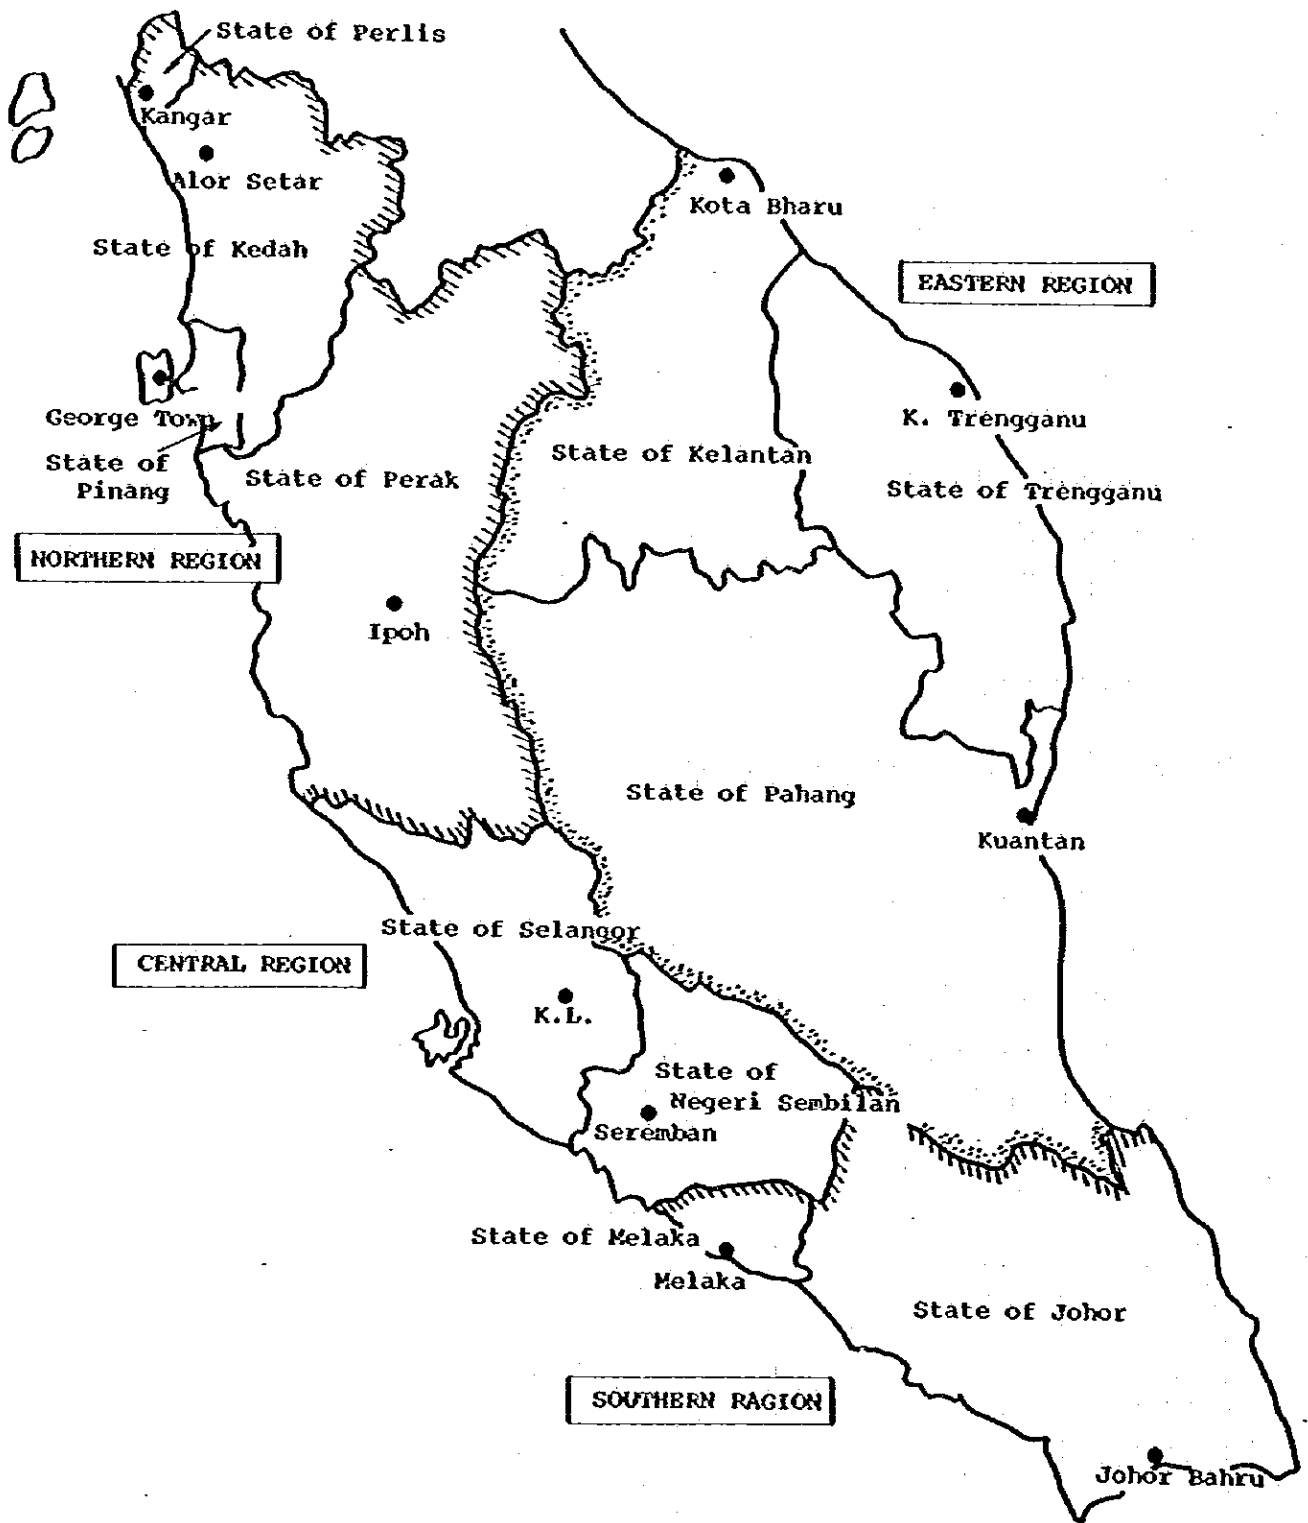 State of Perlis
Kangar
Alor Setar
Kota Bharu
State of Kedah
EASTERN REGION
George Town
K. Trengganu
State of Kelantan
State of
Pinang
State of Perak
State of Trengganu
NORTHERN REGION
Ipoh
State of Pahang
Kuantan
State of Selangor
CENTRAL REGION
K.L.
State of
Negeri Sembilan
Seremban
State of Melaka
Melaka
State of Johor
SOUTHERN RAGION
Johor Bahru